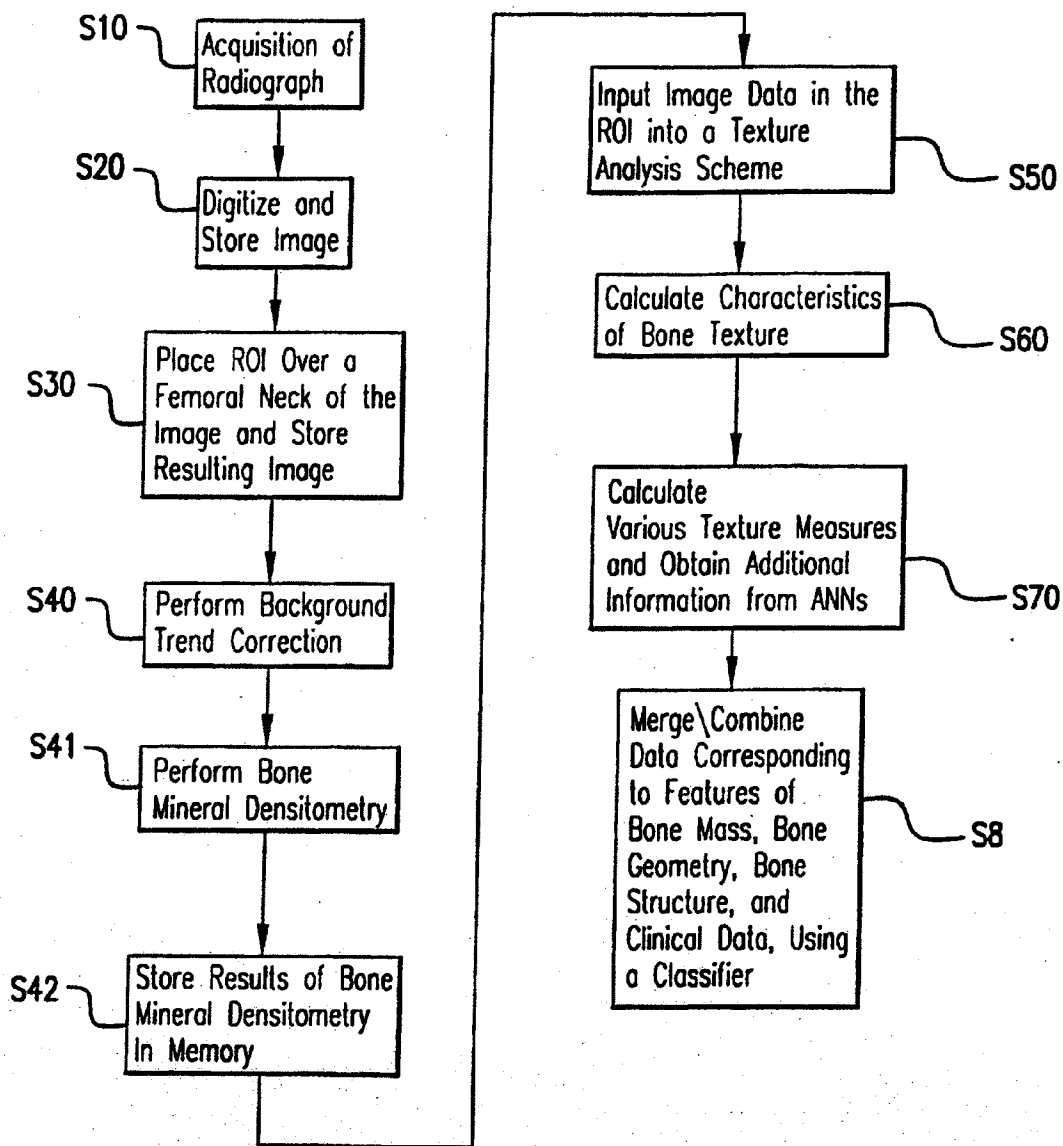 S10
Acquisition of
Radiograph
S20
Digitize and
Store Image
S30
Place ROI Over a
Femoral Neck of the
Image and Store
Resulting Image
S40
Perform Background
Trend Correction
S41
Perform Bone
Mineral Densitometry
S42
Store Results of Bone
Mineral Densitometry
In Memory
Input Image Data in the
ROI into a Texture
Analysis Scheme
S50
Calculate Characteristics
of Bone Texture
S60
Calculate
Various Texture Measures
and Obtain Additional
Information from ANNs
S70
Merge\Combine
Data Corresponding
to Features of
Bone Mass, Bone
Geometry, Bone
Structure, and
Clinical Data, Using
a Classifier
S8